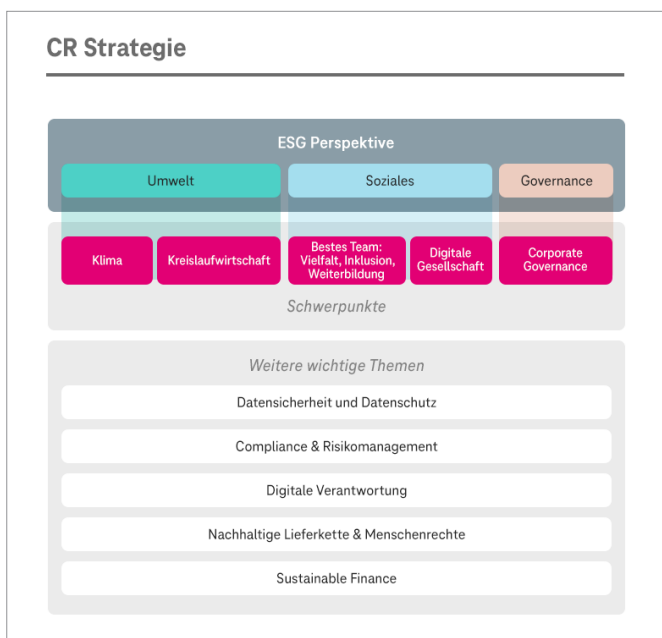 CR Strategie
ESG Perspektive
Umwelt
Soziales
Governance
Klima
Kreislaufwirtschaft
Bestes Team:
Vielfalt, Inklusion,
Weiterbildung
Digitale
Gesellschaft
Corporate
Governance
Schwerpunkte
Weitere wichtige Themen
Datensicherheit und Datenschutz
Compliance & Risikomanagement
Digitale Verantwortung
Nachhaltige Lieferkette & Menschenrechte
Sustainable Finance